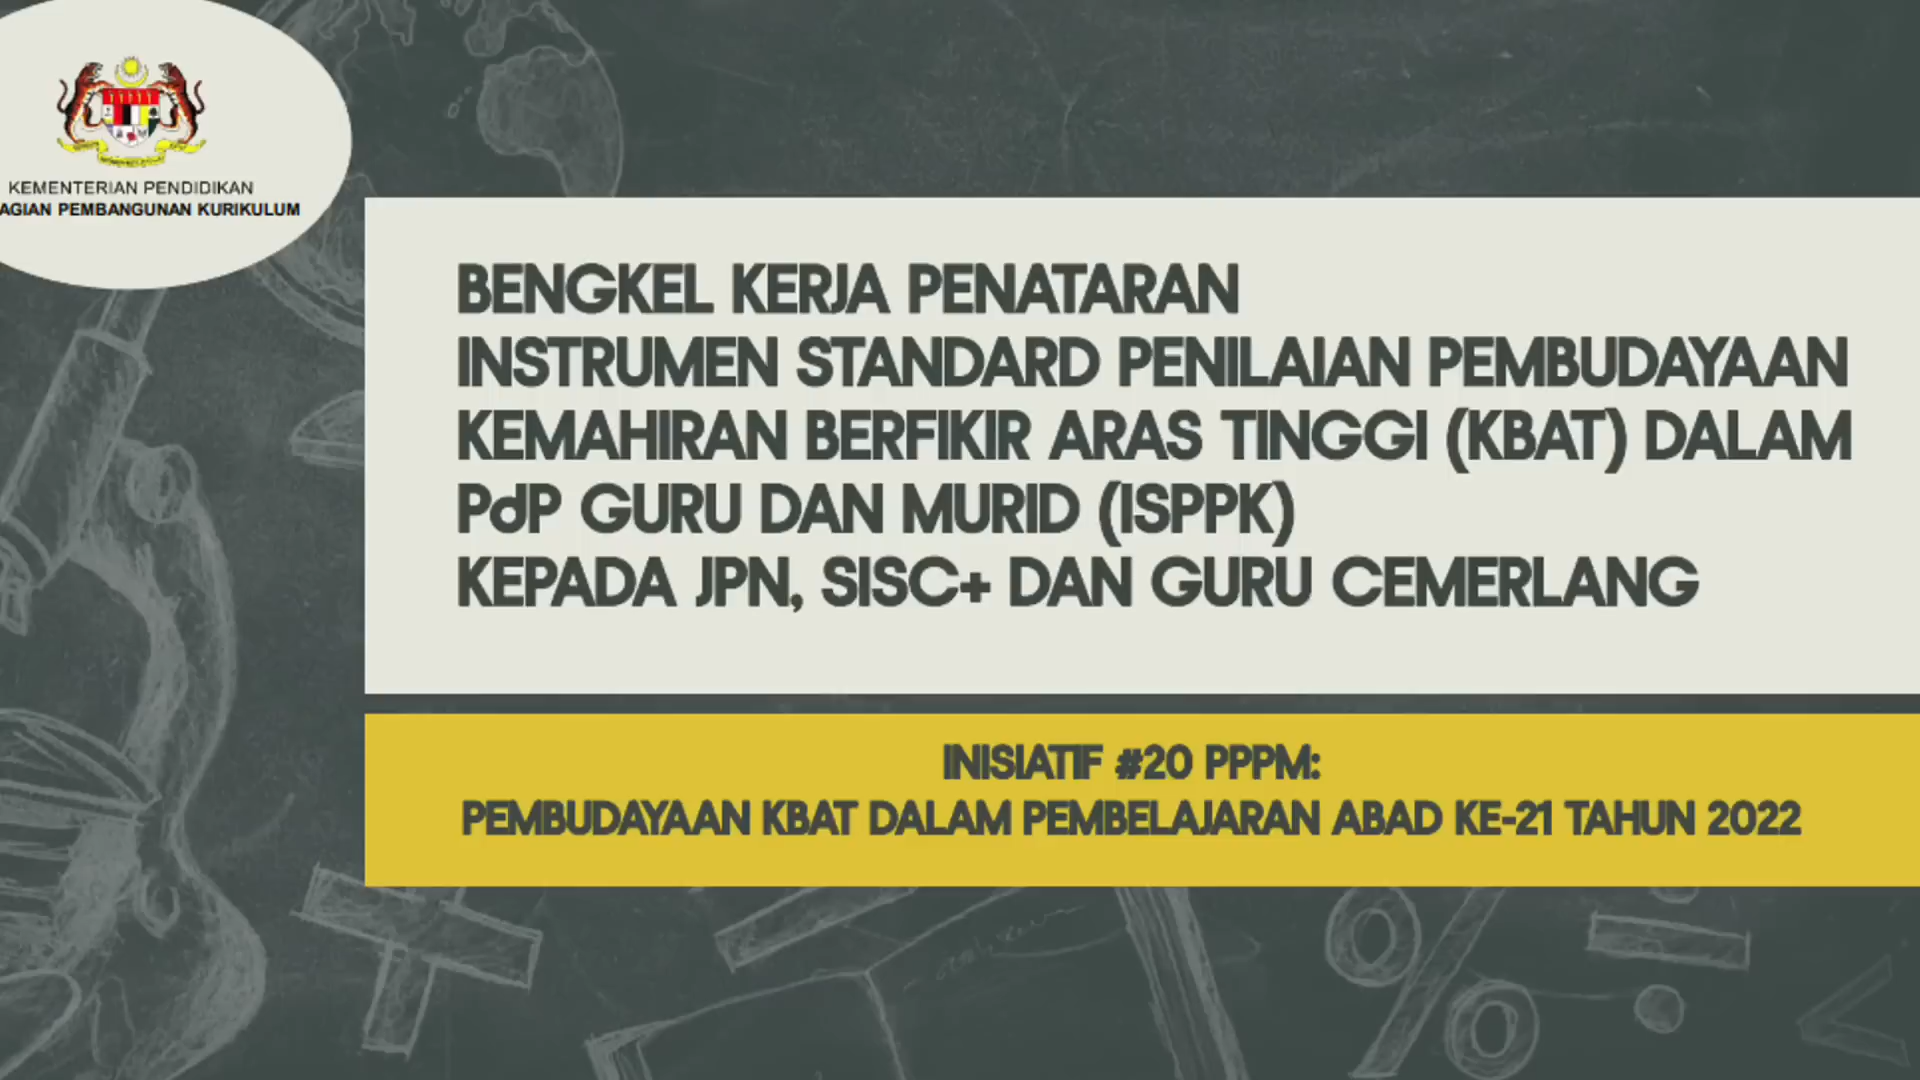 KEMENTERIAN PENDIDIKAN
AGIAN PEMBANGUNAN KURIKULUM
BENGKEL KERJA PENATARAN
INSTRUMEN STANDARD PENILAIAN PEMBUDAYAAN
KEMAHIRAN BERFIKIR ARAS TINGGI (KBAT) DALAM
PdP GURU DAN MURID (ISPPK)
KEPADA JPN, SISC+ DAN GURU CEMERLANG
INISIATIF #20 PPPM:
PEMBUDAYAAN KBAT DALAM PEMBELAJARAN ABAD KE-21 TAHUN 2022